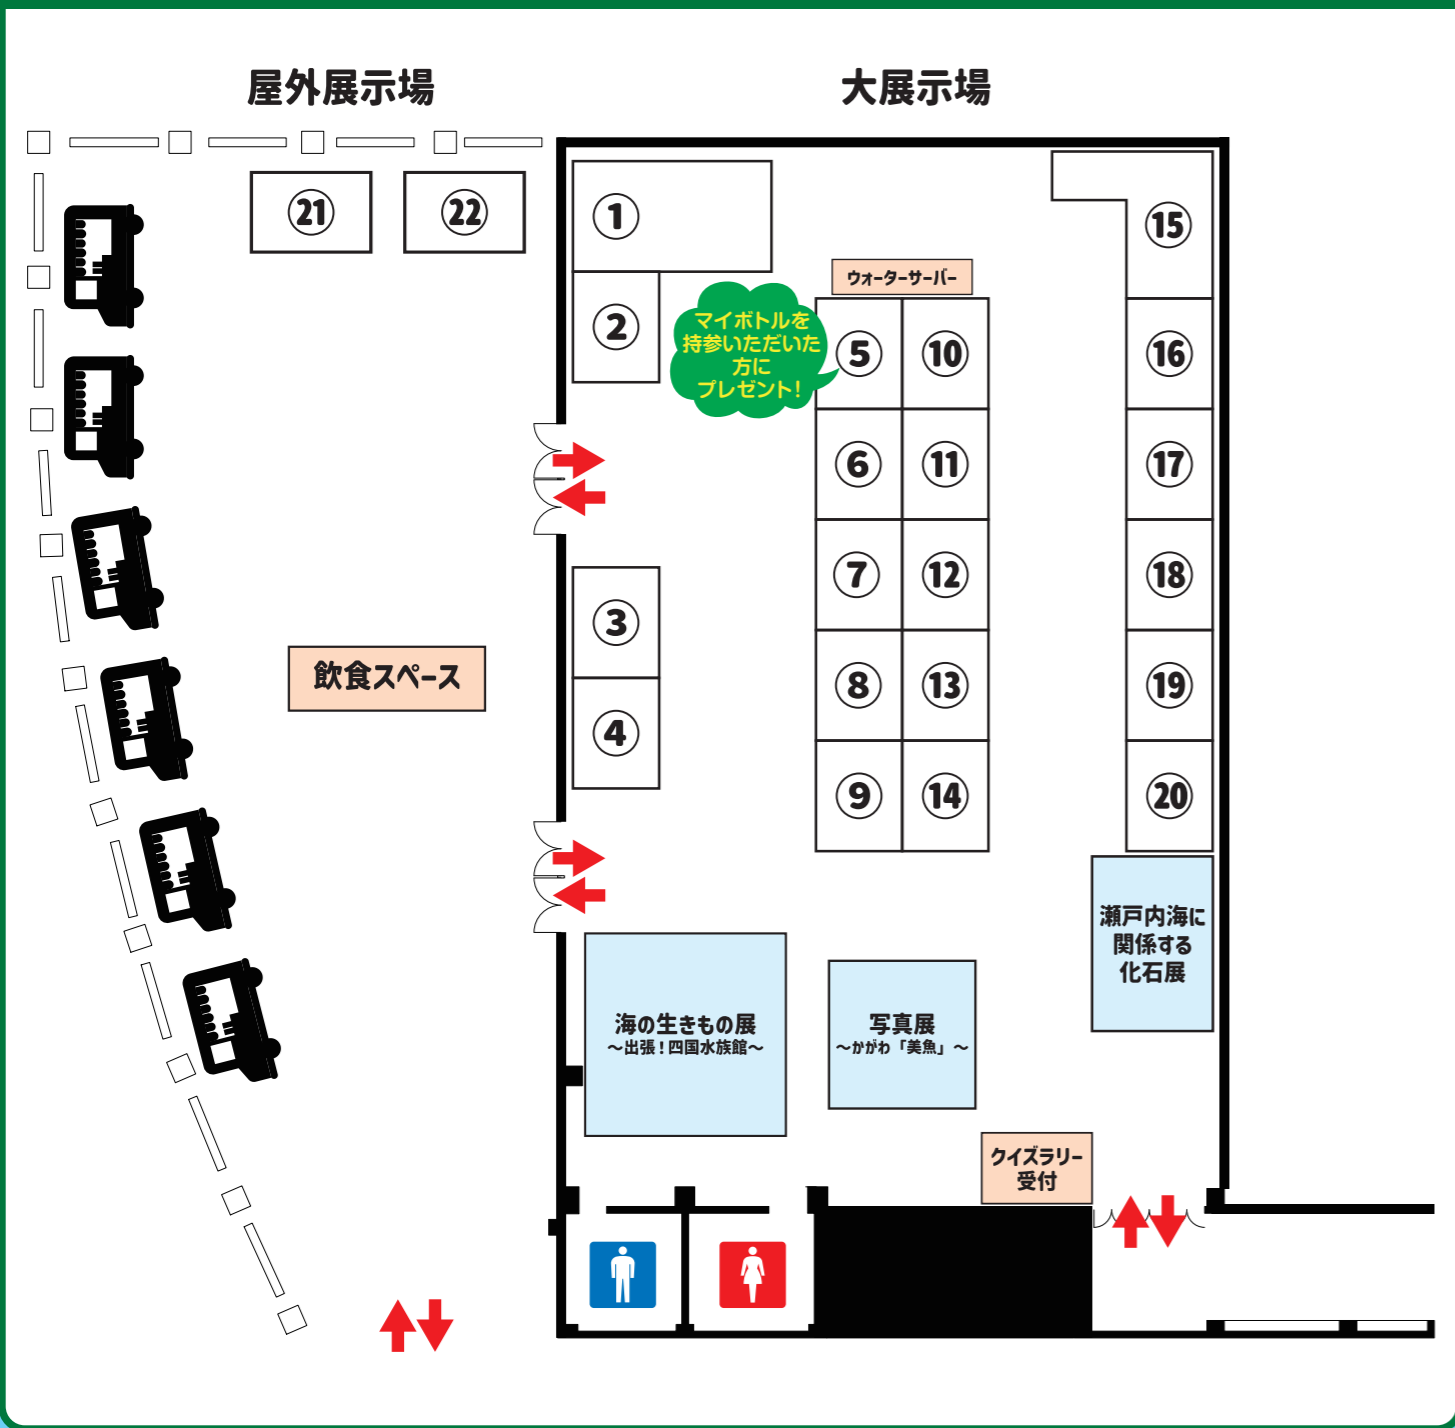 屋外展示場
大展示場
21
22
①
②
③
④
ウォーターサーバー
マイボトルを
持参いただいた
方に
プレゼント!
⑤
⑩
⑥
⑪
⑦
⑫
⑧
⑬
⑨
⑭
⑮
⑯
⑰
⑱
⑲
⑳
飲食スペース
瀬戸内海に
関係する
化石展
海の生きもの展
～出張!四国水族館～
写真展
～かがわ「美魚」～
クイズラリー
受付